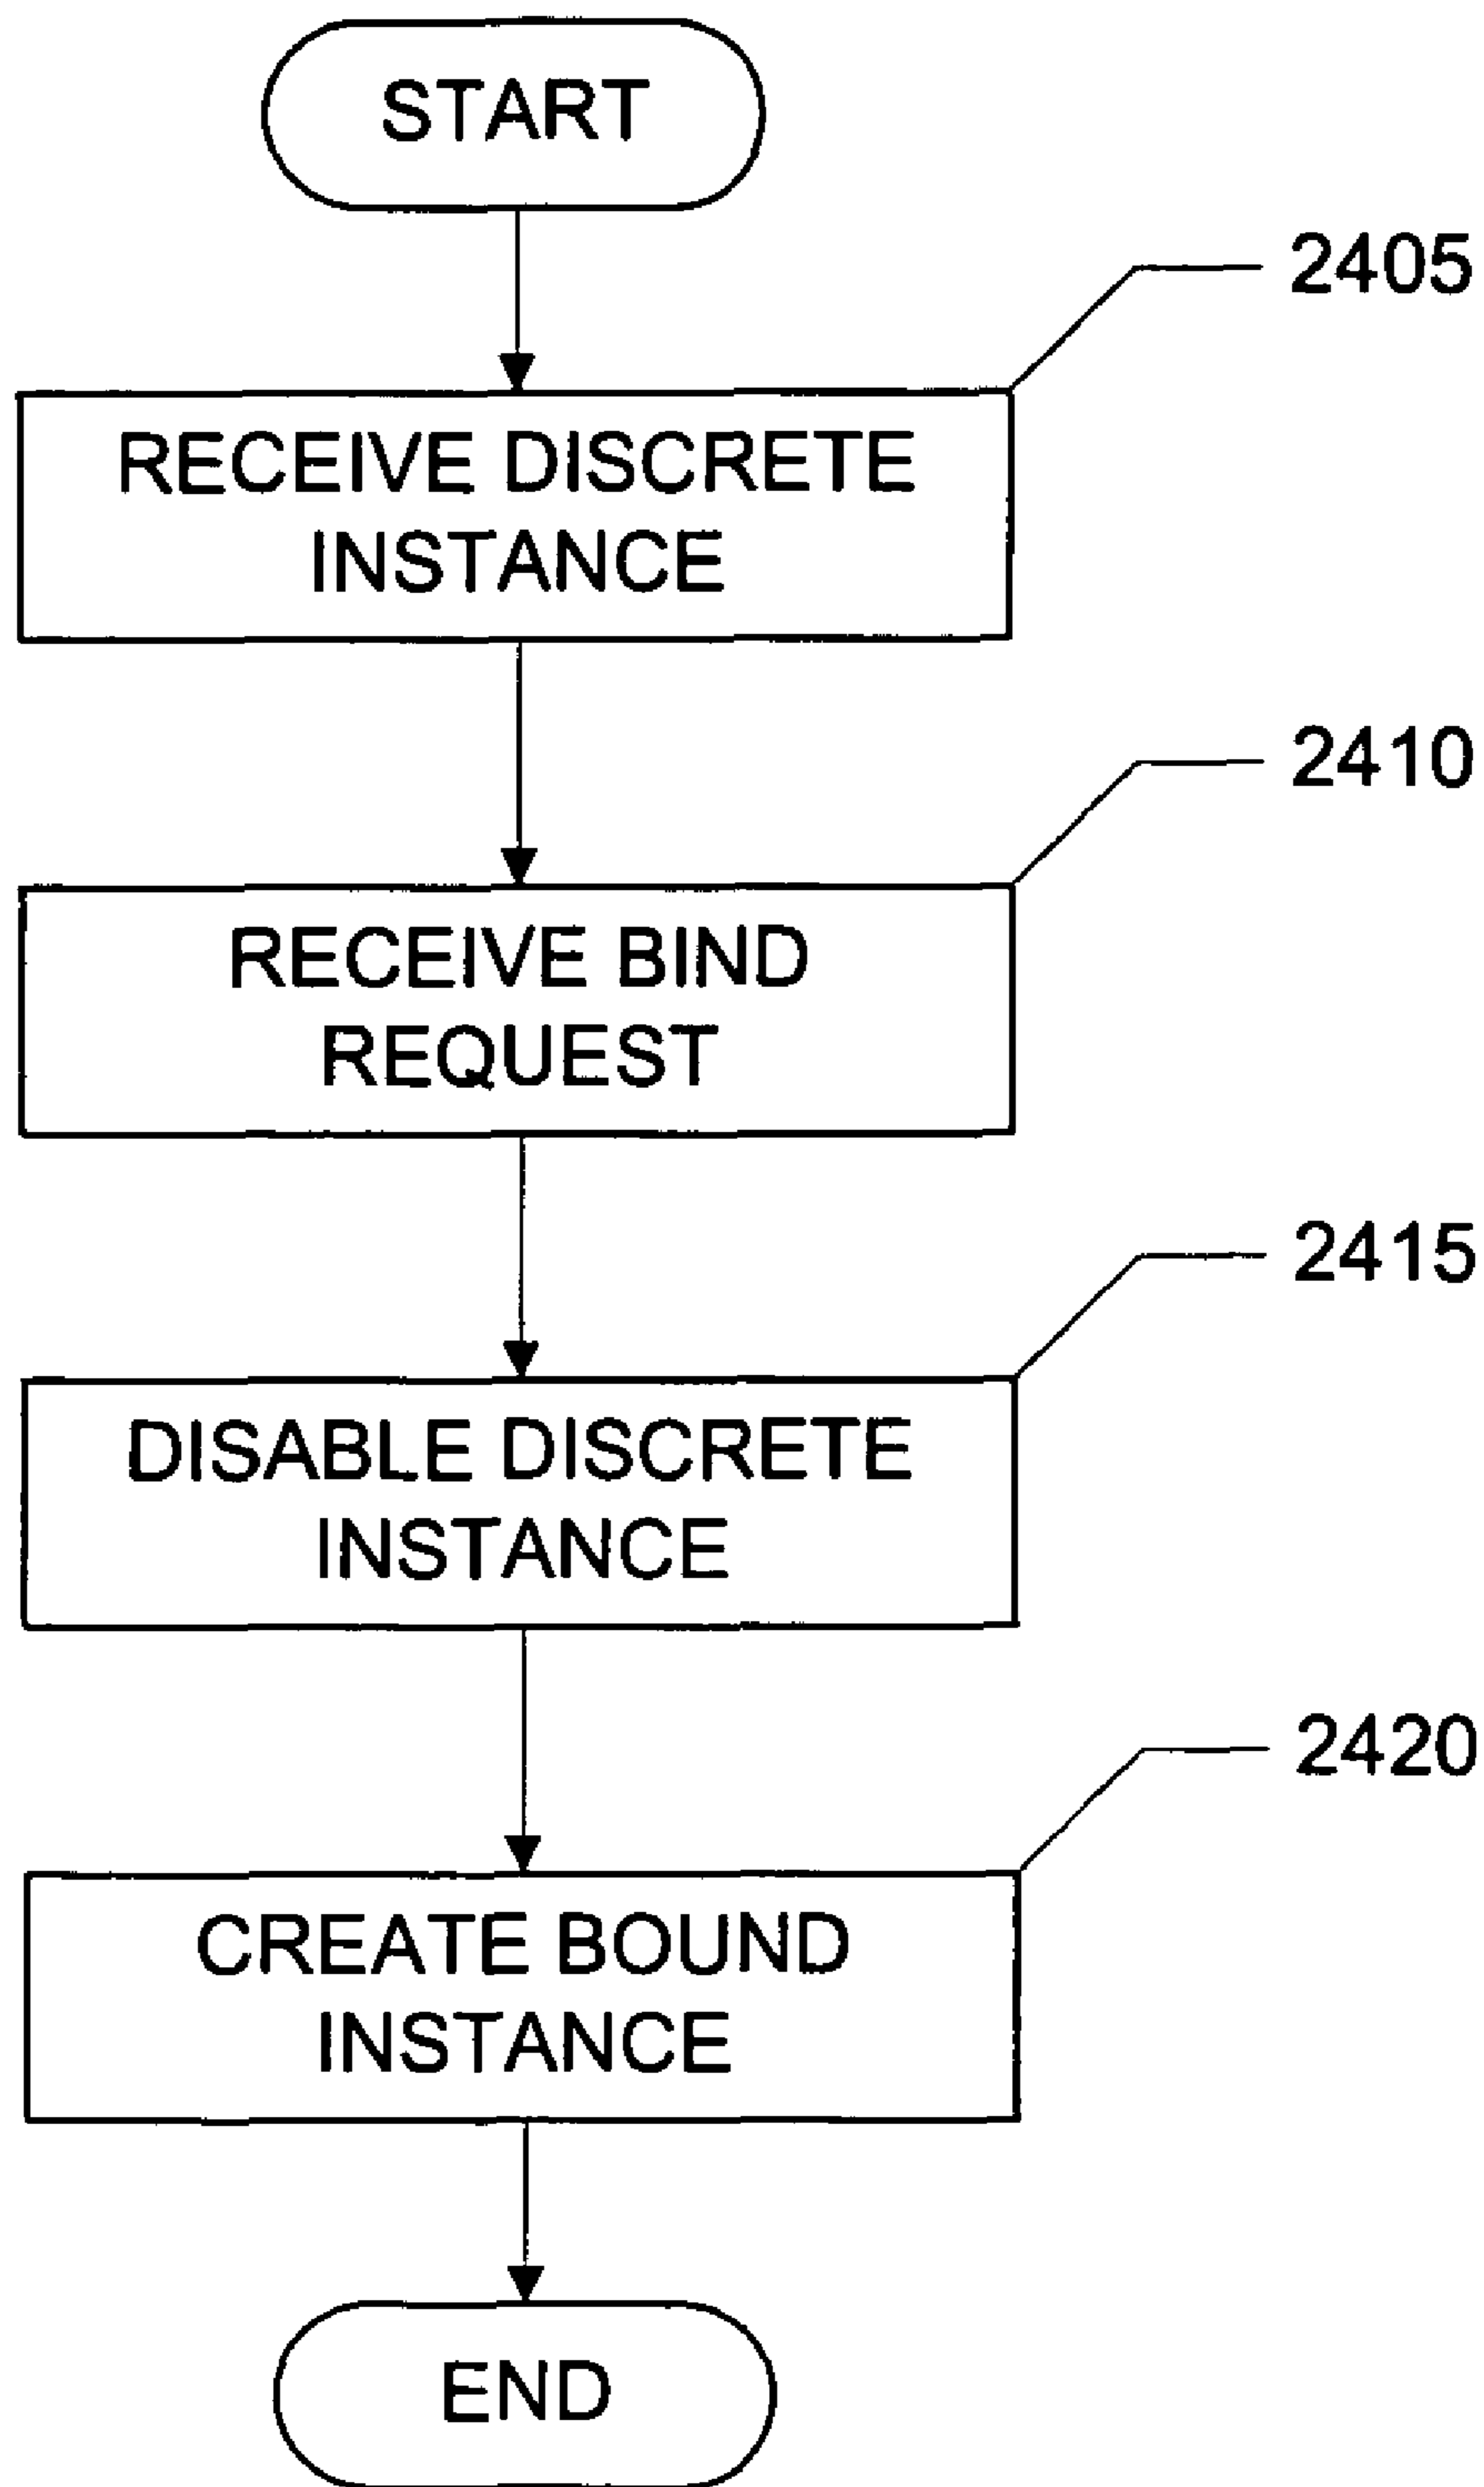 START
2405
RECEIVE DISCRETE
INSTANCE
2410
RECEIVE BIND
REQUEST
2415
DISABLE DISCRETE
INSTANCE
2420
CREATE BOUND
INSTANCE
END